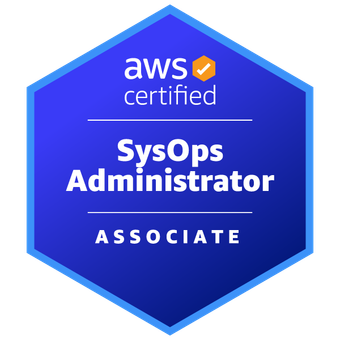 aws
certified
SysOps
Administrator
ASSOCIATE